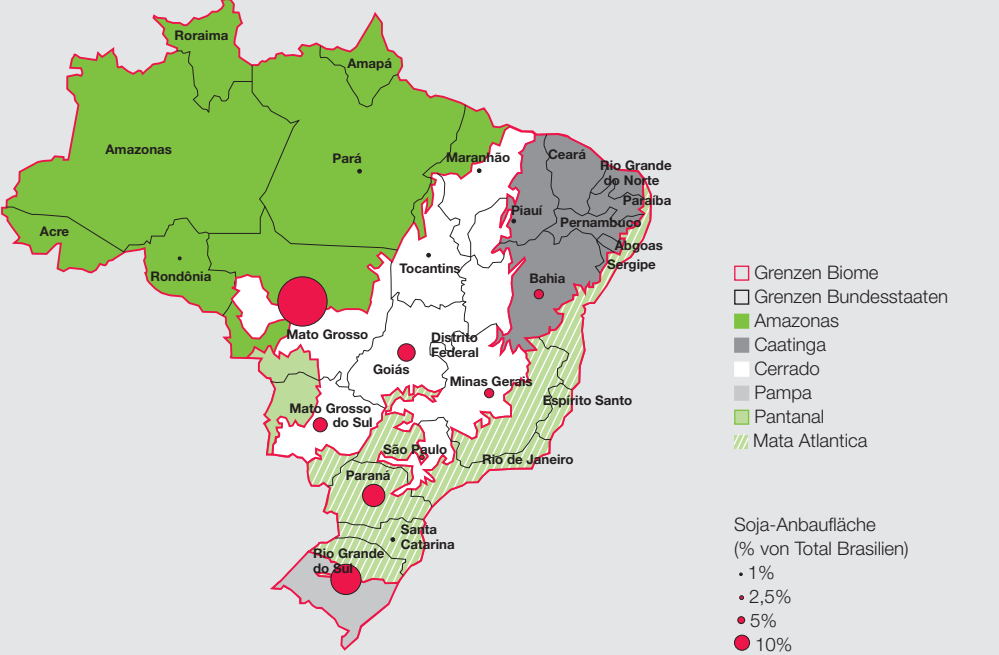 Roraima
Amapá
Amazonas
Pará
Maranhão
Ceará
Rio Grande
do Norte
Paraíba
Piauí
Pernambuco
Acre
Abgoas
Sergipe
Rondônia
Tocantins
Bahia
Mato Grosso
Distrito
Federal
Goiás
Minas Gerais
Mato Grosso
do Sul
Espírito Santo
São Paulo
Rio de Janeiro
Paraná
Santa
Catarina
Rio Grande
do Sul
Grenzen Biome
Grenzen Bundesstaaten
Amazonas
Caatinga
Cerrado
Pampa
Pantanal
Mata Atlantica
Soja-Anbaufläche
(% von Total Brasilien)
1%
2,5%
5%
10%